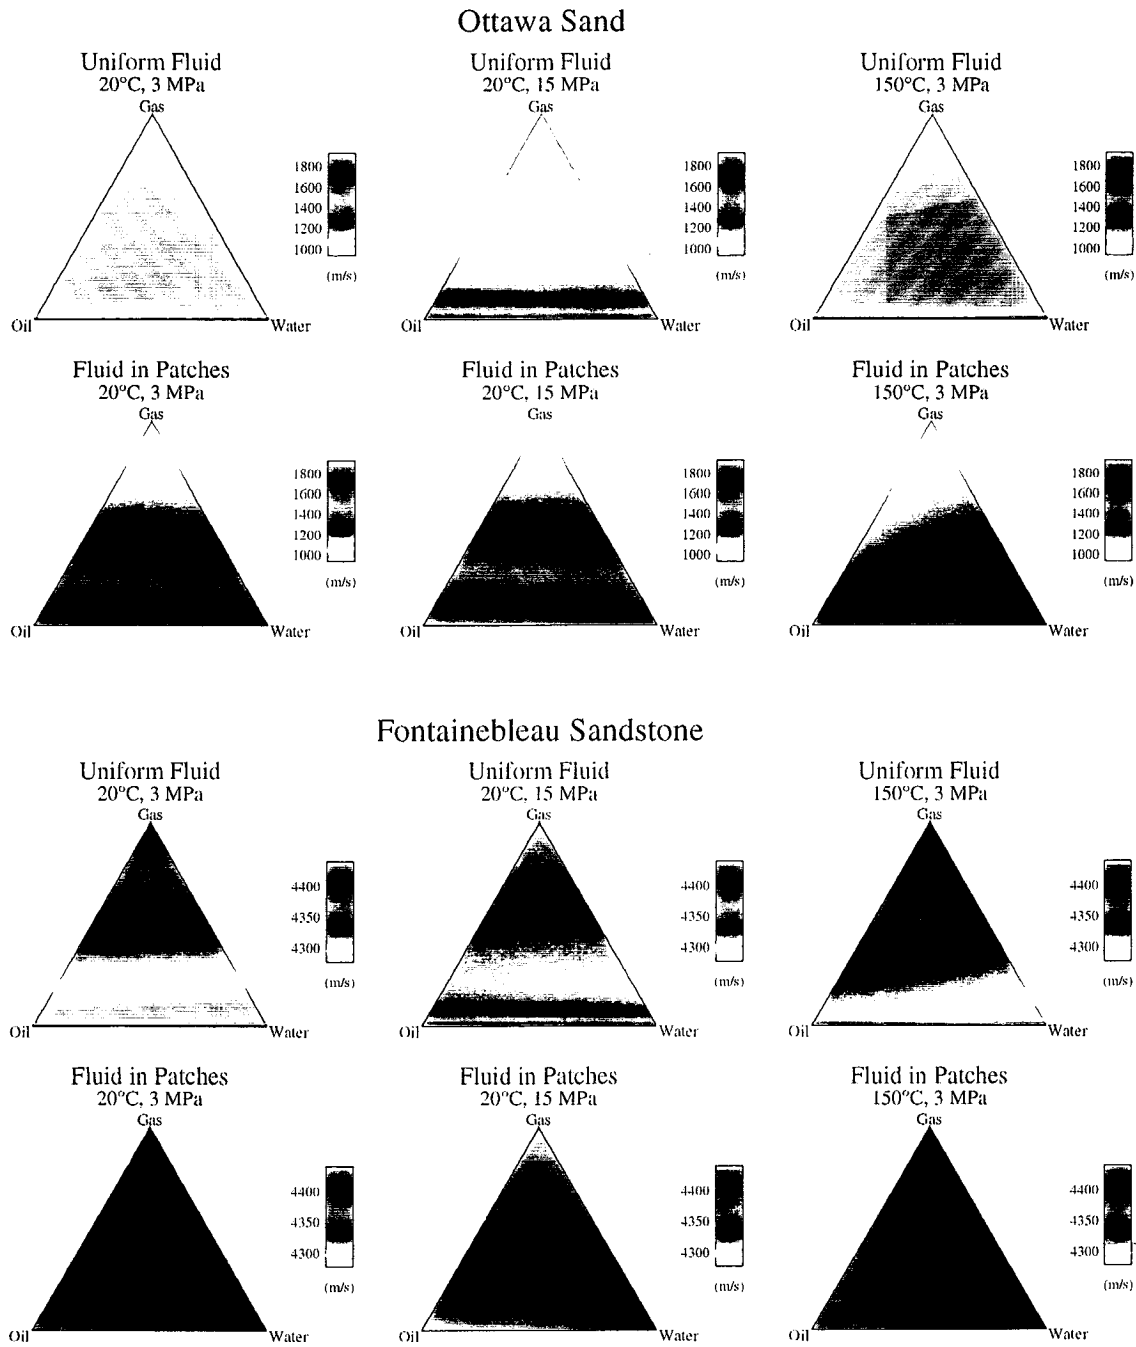 Ottawa Sand
Uniform Fluid
20°C, 3 MPa
Gas
1800
1600
1400
1200
1000
(m/s)
Oil
Water
Uniform Fluid
20°C, 15 MPa
Gas
1800
1600
1400
1200
1000
(m/s)
Oil
Water
Uniform Fluid
150°C, 3 MPa
Gas
1800
1600
1400
1200
1000
(m/s)
Oil
Water
Fluid in Patches
20°C, 3 MPa
Gas
1800
1600
1400
1200
1000
(m/s)
Oil
Water
Fluid in Patches
20°C, 15 MPa
Gas
1800
1600
1400
1200
1000
(m/s)
Oil
Water
Fluid in Patches
150°C, 3 MPa
Gas
1800
1600
1400
1200
1000
(m/s)
Oil
Water
Fontainebleau Sandstone
Uniform Fluid
20°C, 3 MPa
Gas
4400
4350
4300
(m/s)
Oil
Water
Uniform Fluid
20°C, 15 MPa
Gas
4400
4350
4300
(m/s)
Oil
Water
Uniform Fluid
150°C, 3 MPa
Gas
4400
4350
4300
(m/s)
Oil
Water
Fluid in Patches
20°C, 3 MPa
Gas
4400
4350
4300
(m/s)
Oil
Water
Fluid in Patches
20°C, 15 MPa
Gas
4400
4350
4300
(m/s)
Oil
Water
Fluid in Patches
150°C, 3 MPa
Gas
4400
4350
4300
(m/s)
Oil
Water